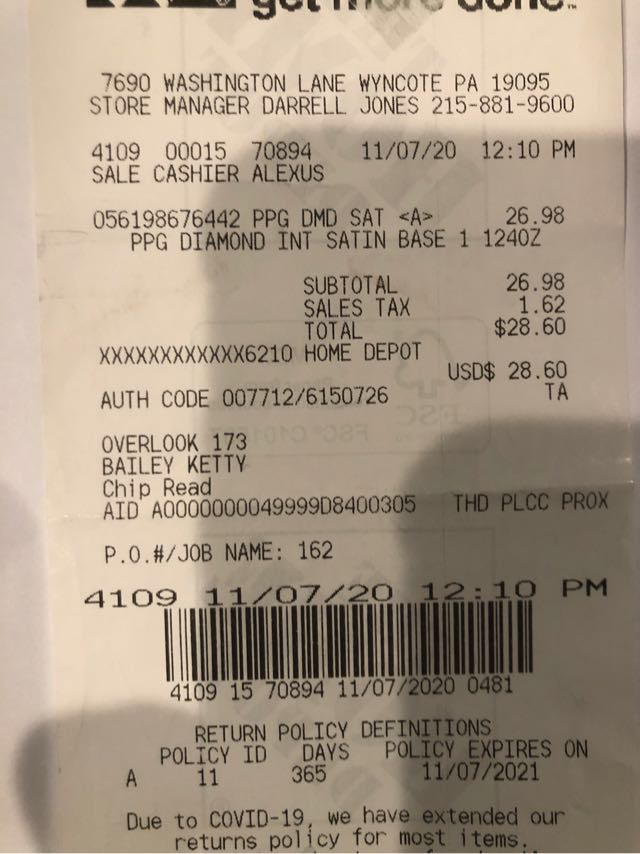 get more done.
7690 WASHINGTON LANE WYNCOTE PA 19095
STORE MANAGER DARRELL JONES 215-881-9600
4109 00015 70894 11/07/20 12:10 PM
SALE CASHIER ALEXUS
056198676442 PPG DMD SAT <A> 26.98
PPG DIAMOND INT SATIN BASE 1 124OZ
SUBTOTAL 26.98
SALES TAX 1.62
TOTAL $28.60
XXXXXXXXXXXX6210 HOME DEPOT
USD$ 28.60
AUTH CODE 007712/6150726 TA
OVERLOOK 173
BAILEY KETTY
Chip Read
AID A0000000049999D8400305 THD PLCC PROX
P.O.#/JOB NAME: 162
4109 11/07/20 12:10 PM
4109 15 70894 11/07/2020 0481
RETURN POLICY DEFINITIONS
POLICY ID DAYS POLICY EXPIRES ON
A 11 365 11/07/2021
Due to COVID-19, we have extended our
returns policy for most items.